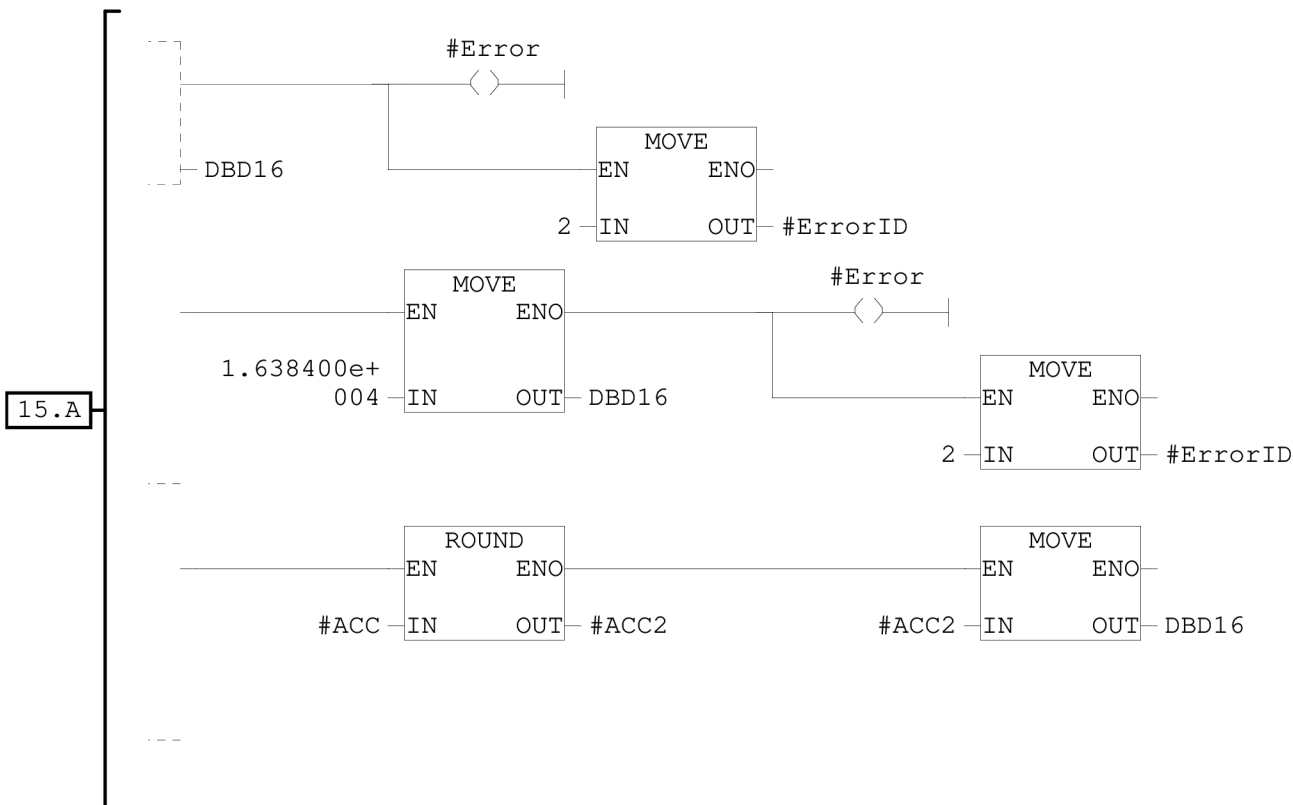 #Error
MOVE
DBD16 EN ENO
2 IN OUT #ErrorID
MOVE #Error
EN ENO
1.638400e+ MOVE
15.A 004 IN OUT DBD16 EN ENO
2 IN OUT #ErrorID
ROUND MOVE
EN ENO EN ENO
#ACC IN OUT #ACC2 #ACC2 IN OUT DBD16